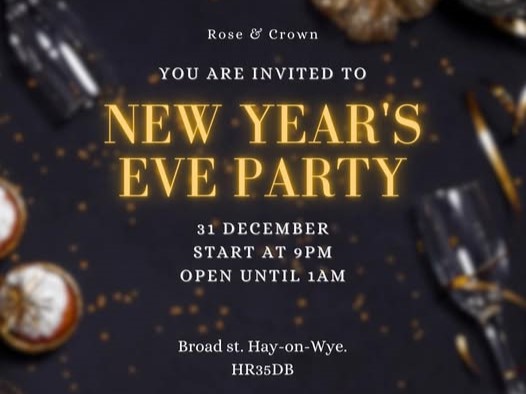 Rose & Crown
YOU ARE INVITED TO
NEW YEAR'S
EVE PARTY
31 DECEMBER
START AT 9PM
OPEN UNTIL 1AM
Broad st. Hay-on-Wye.
HR35DB